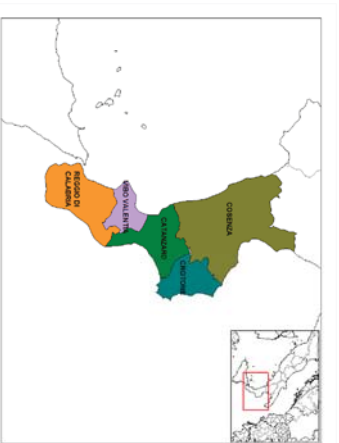 COSENZA
CROTONE
CATANZARO
VIBO VALENTIA
REGGIO DI
CALABRIA